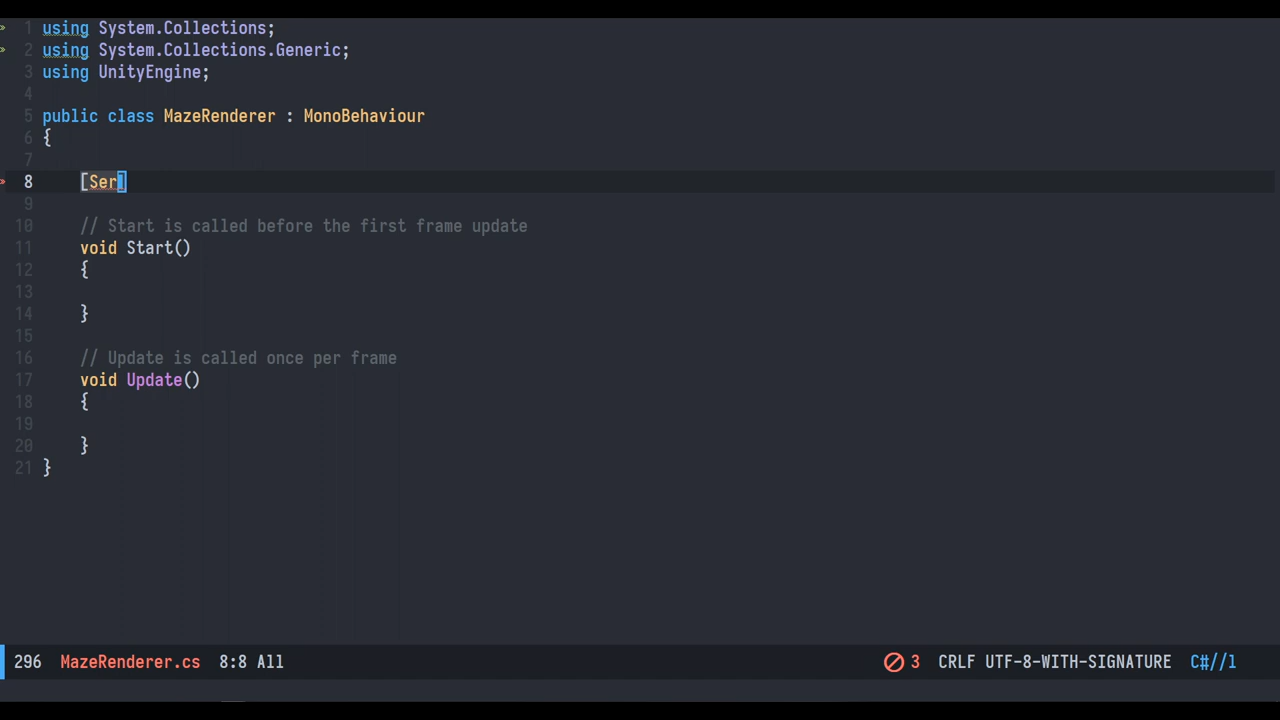 1 using System.Collections;
2 using System.Collections.Generic;
3 using UnityEngine;
4
5 public class MazeRenderer : MonoBehaviour
6 {
7
8     [Ser]
9
10     // Start is called before the first frame update
11     void Start()
12     {
13
14     }
15
16     // Update is called once per frame
17     void Update()
18     {
19
20     }
21 }
296 MazeRenderer.cs 8:8 All 3 CRLF UTF-8-WITH-SIGNATURE C#//l